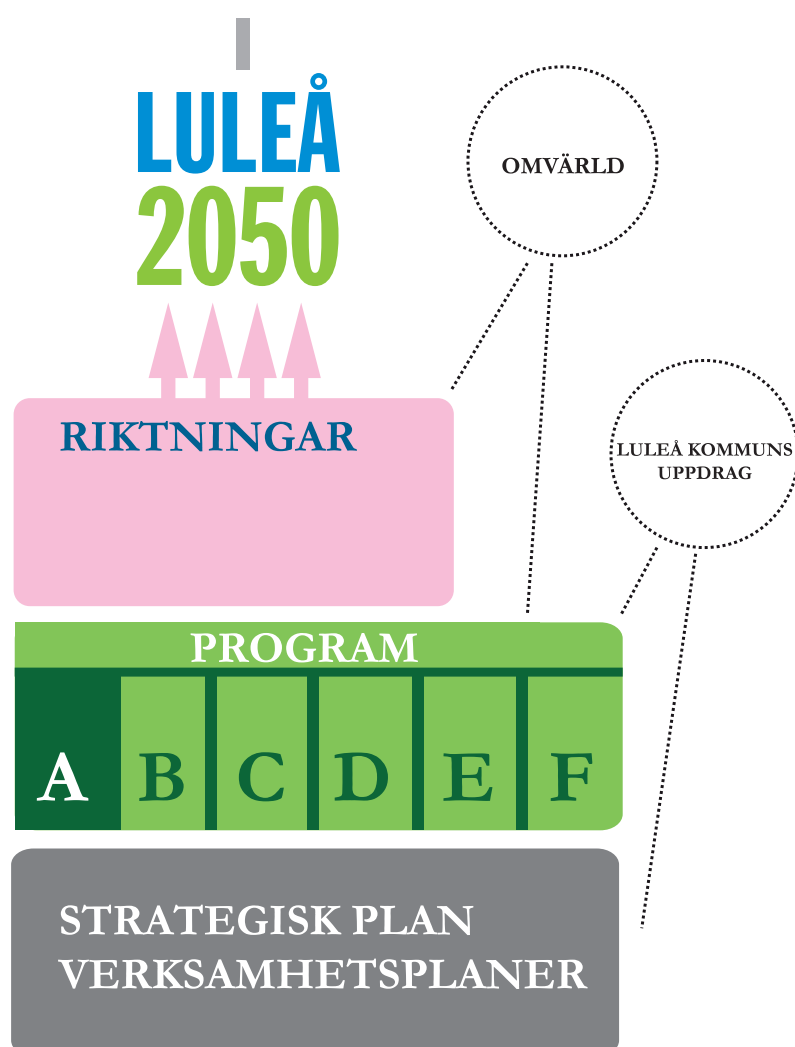 LULEÅ
2050
OMVÄRLD
RIKTNINGAR
LULEÅ KOMMUNS
UPPDRAG
PROGRAM
A B C D E F
STRATEGISK PLAN
VERKSAMHETSPLANER